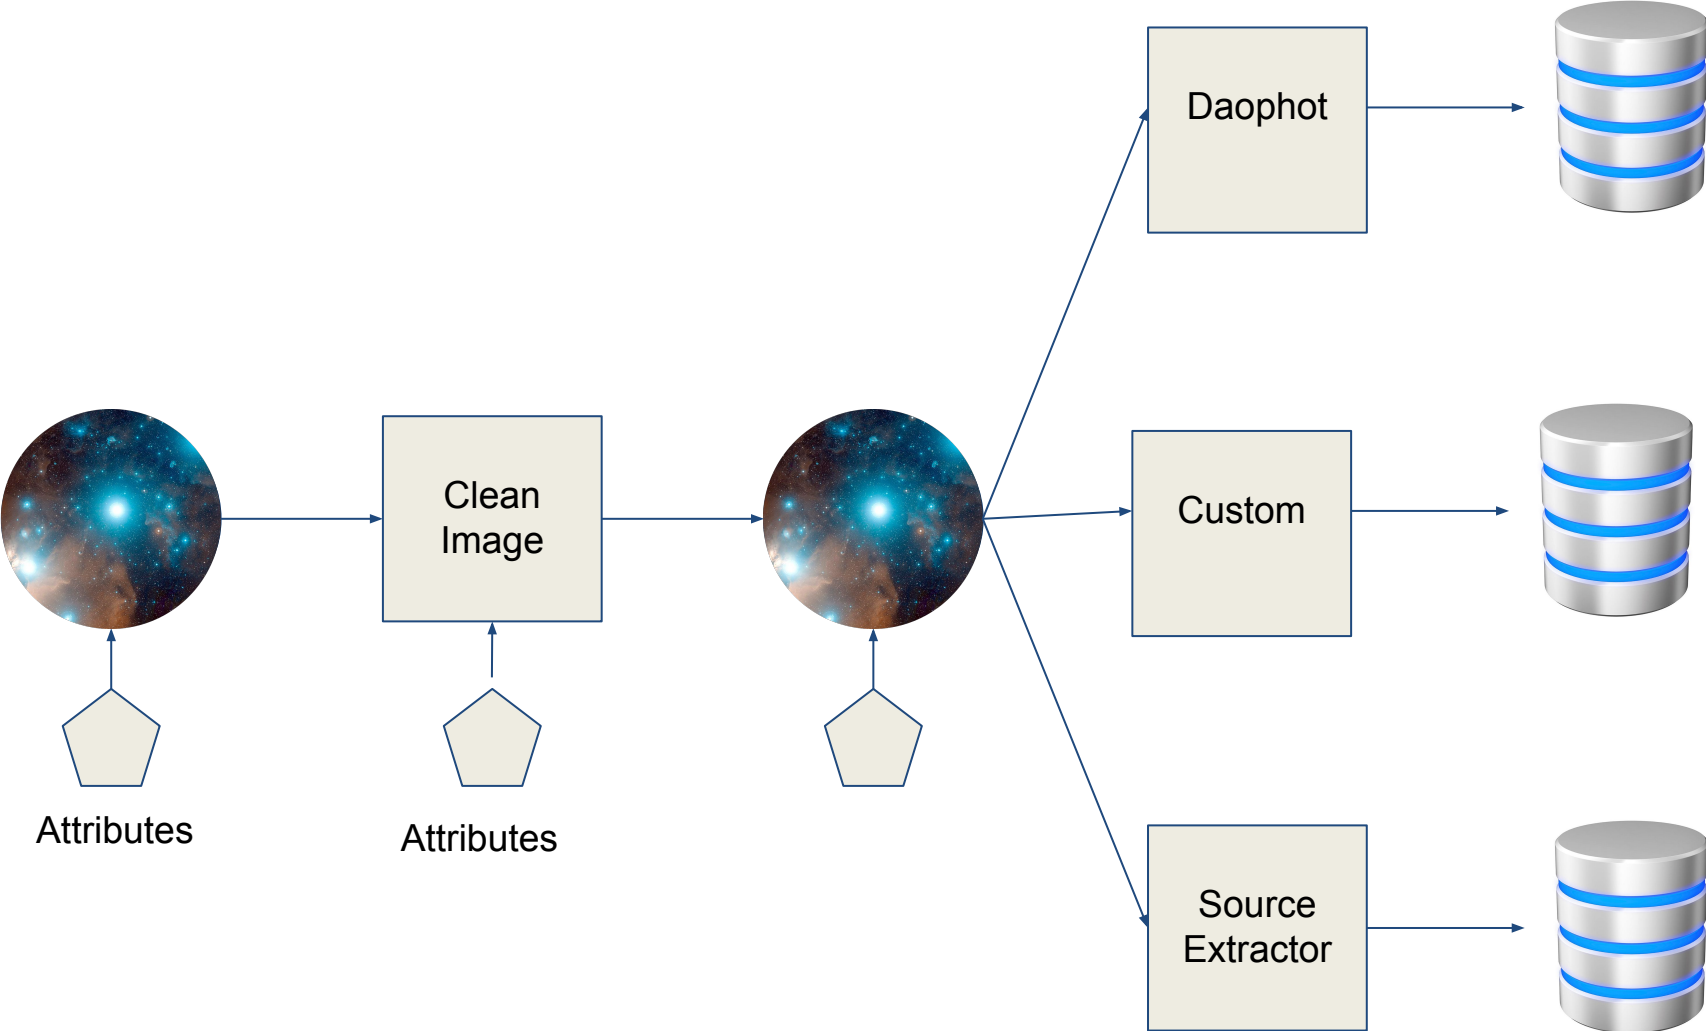 Daophot
Clean
Image
Custom
Attributes
Attributes
Source
Extractor